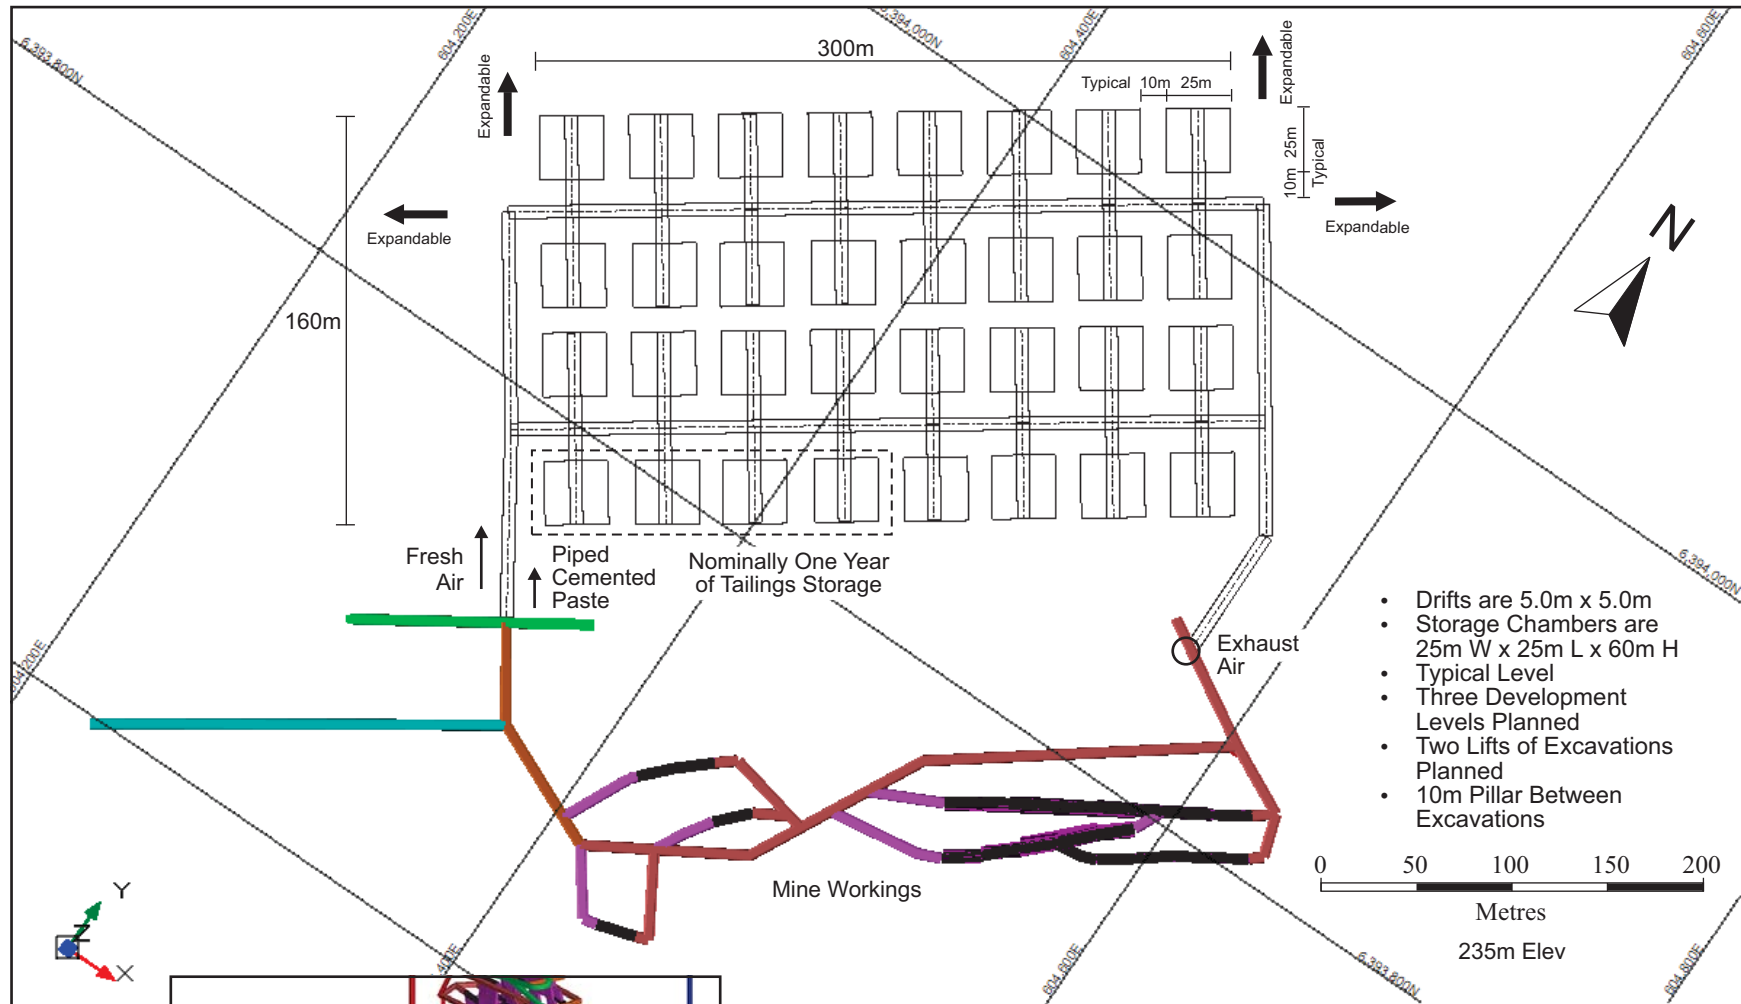 6,393,800N
604,200E
6,394,000N
604,400E
604,600E
300m
Expandable
Expandable
Typical 10m 25m
25m
10m
Typical
Expandable
Expandable
160m
N
Fresh
Air
Piped
Cemented
Paste
Nominally One Year
of Tailings Storage
6,394,000N
604,200E
Exhaust
Air
• Drifts are 5.0m x 5.0m
• Storage Chambers are
25m W x 25m L x 60m H
• Typical Level
• Three Development
Levels Planned
• Two Lifts of Excavations
Planned
• 10m Pillar Between
Excavations
0 50 100 150 200
Metres
235m Elev
Mine Workings
Y
Z
X
,400E
604,600E
6,393,800N
604,800E